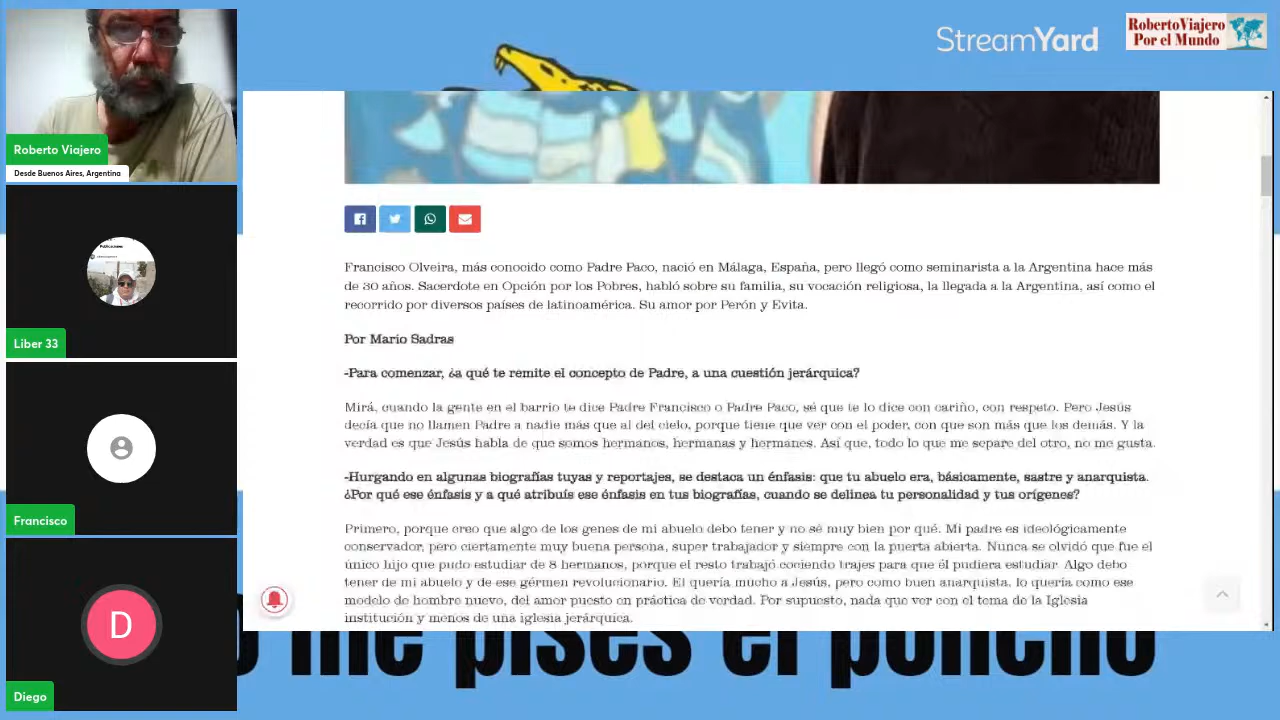 StreamYard
RobertoViajero
Por el Mundo
Roberto Viajero
Desde Buenos Aires, Argentina
Liber 33
Francisco
D
Diego
Francisco Olveira, más conocido como Padre Paco, nació en Málaga, España, pero llegó como seminarista a la Argentina hace más
de 30 años. Sacerdote en Opción por los Pobres, habló sobre su familia, su vocación religiosa, la llegada a la Argentina, así como el
recorrido por diversos países de latinoamérica. Su amor por Perón y Evita.
Por Mario Sadras
-Para comenzar, ¿a qué te remite el concepto de Padre, a una cuestión jerárquica?
Mirá, cuando la gente en el barrio te dice Padre Francisco o Padre Paco, sé que te lo dice con cariño, con respeto. Pero Jesús
decía que no llamen Padre a nadie más que al del cielo, porque tiene que ver con el poder, con que son más que los demás. Y la
verdad es que Jesús habla de que somos hermanos, hermanas y hermanes. Así que, todo lo que me separe del otro, no me gusta.
-Hurgando en algunas biografías tuyas y reportajes, se destaca un énfasis: que tu abuelo era, básicamente, sastre y anarquista.
¿Por qué ese énfasis y a qué atribuís ese énfasis en tus biografías, cuando se delinea tu personalidad y tus orígenes?
Primero, porque creo que algo de los genes de mi abuelo debo tener y no sé muy bien por qué. Mi padre es ideológicamente
conservador, pero ciertamente muy buena persona, super trabajador y siempre con la puerta abierta. Nunca se olvidó que fue el
único hijo que pudo estudiar de 8 hermanos, porque el resto trabajó cociendo trajes para que él pudiera estudiar. Algo debo
tener de mi abuelo y de ese gérmen revolucionario. El quería mucho a Jesús, pero como buen anarquista, lo quería como ese
modelo de hombre nuevo, del amor puesto en práctica de verdad. Por supuesto, nada que ver con el tema de la Iglesia
institución y menos de una iglesia jerárquica.
me pises el poncho